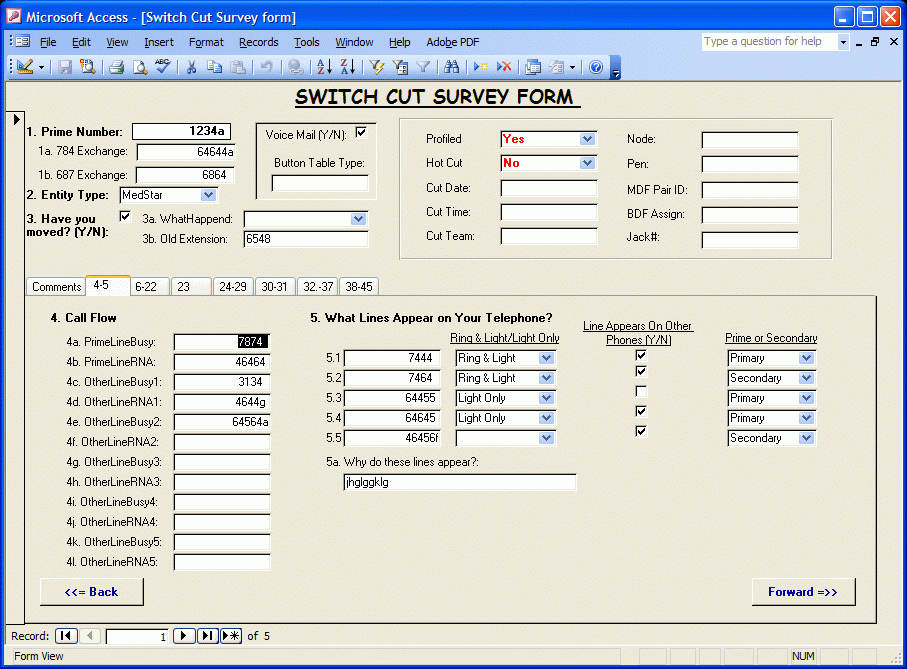 Microsoft Access - [Switch Cut Survey form]
File Edit View Insert Format Records Tools Window Help Adobe PDF Type a question for help
SWITCH CUT SURVEY FORM
1. Prime Number: 1234a
1a. 784 Exchange: 64644a
1b. 687 Exchange: 6864
2. Entity Type: MedStar
3. Have you moved? (Y/N):
3a. WhatHappend:
3b. Old Extension: 6548
Voice Mail (Y/N):
Button Table Type:
Profiled Yes
Hot Cut No
Cut Date:
Cut Time:
Cut Team:
Node:
Pen:
MDF Pair ID:
BDF Assign:
Jack#:
Comments 4-5 6-22 23 24-29 30-31 32.-37 38-45
4. Call Flow
4a. PrimeLineBusy: 7874
4b. PrimeLineRNA: 46464
4c. OtherLineBusy1: 3134
4d. OtherLineRNA1: 4644g
4e. OtherLineBusy2: 64564a
4f. OtherLineRNA2:
4g. OtherLineBusy3:
4h. OtherLineRNA3:
4i. OtherLineBusy4:
4j. OtherLineRNA4:
4k. OtherLineBusy5:
4l. OtherLineRNA5:
5. What Lines Appear on Your Telephone?
Ring & Light/Light Only
Line Appears On Other
Phones (Y/N)
Prime or Secondary
5.1 7444 Ring & Light Primary
5.2 7464 Ring & Light Secondary
5.3 64455 Light Only Primary
5.4 64645 Light Only Primary
5.5 46456f Secondary
5a. Why do these lines appear?:
jhglggklg
<<= Back
Forward =>>
Record: 1 of 5
Form View NUM